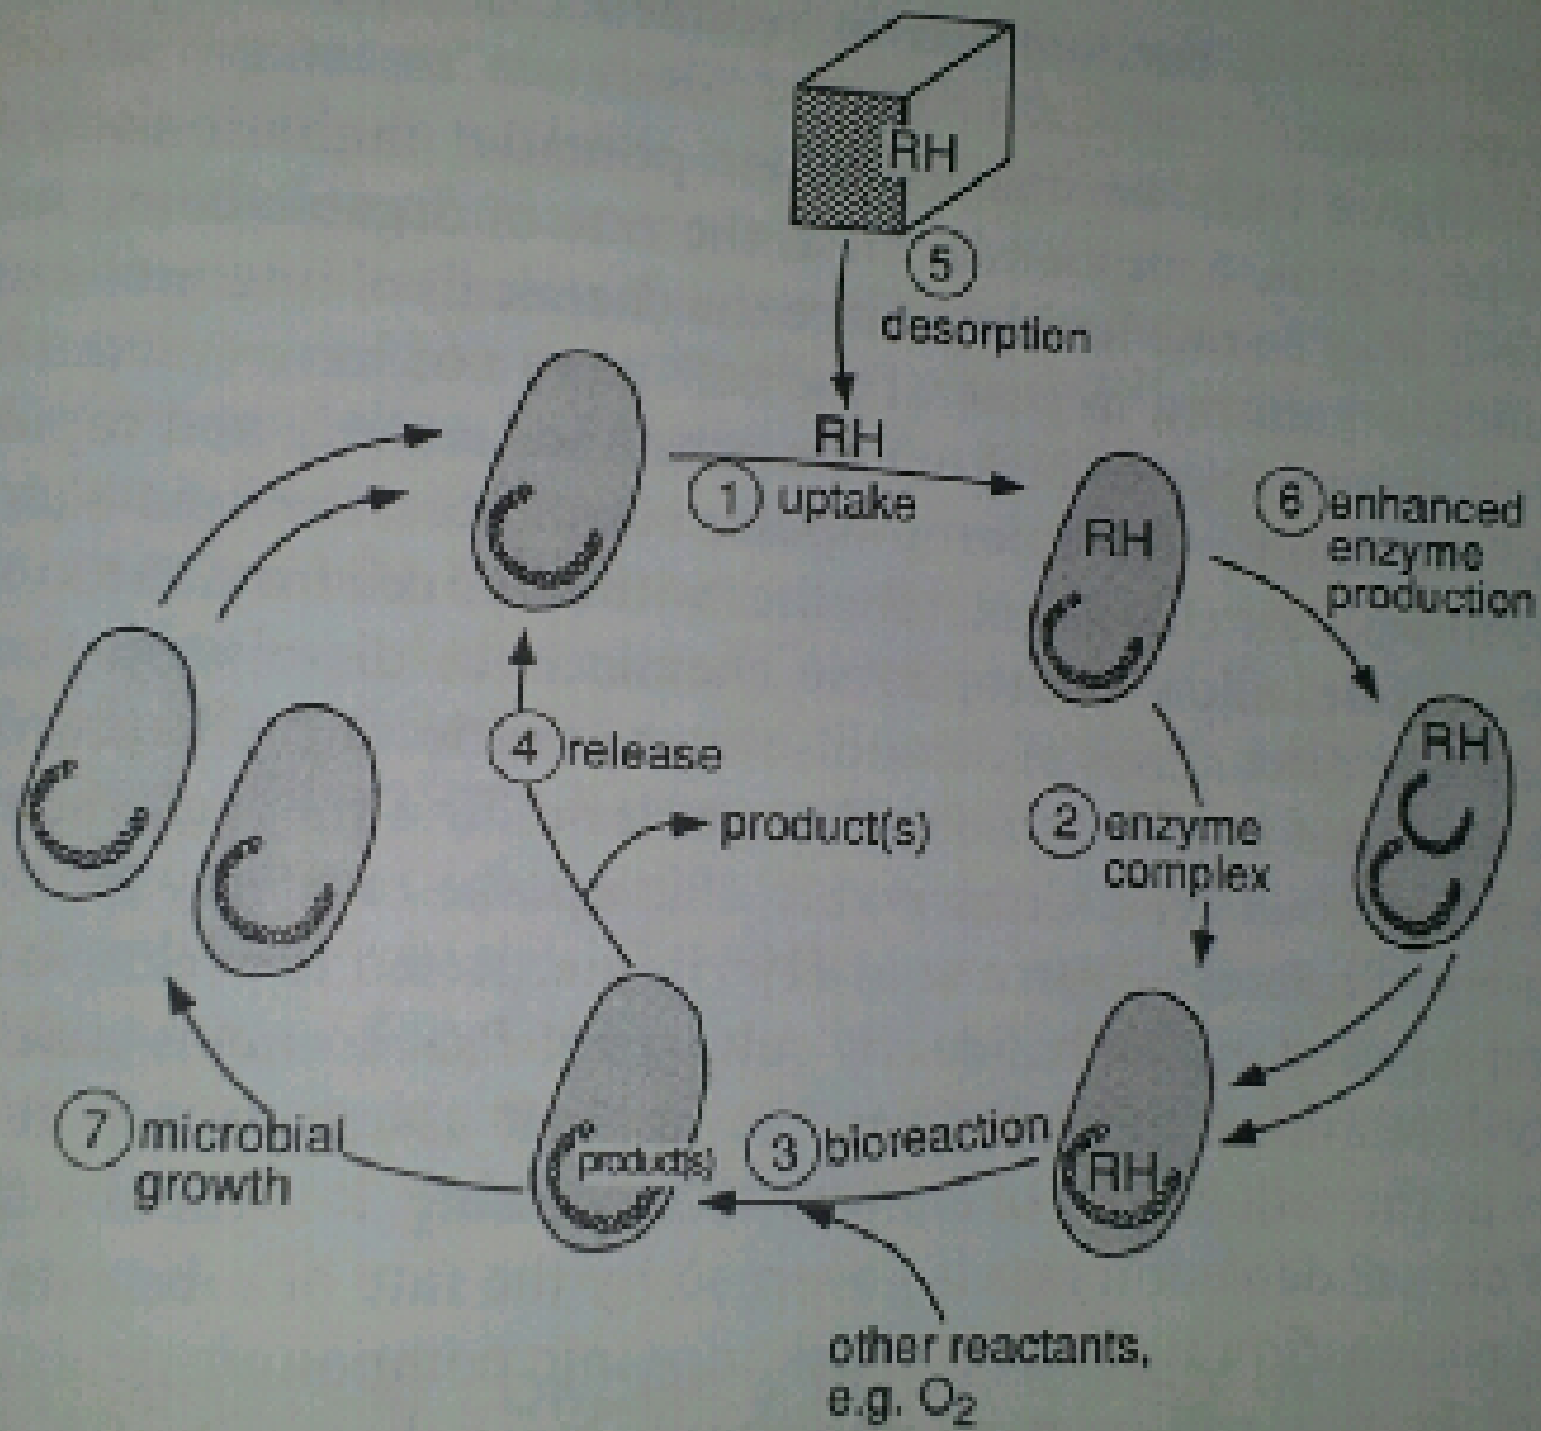 RH
5
desorption
RH
1 uptake
RH
6 enhanced
enzyme
production
RH
4 release
product(s)
2 enzyme
complex
7 microbial
growth
product(s)
3 bioreaction
RH
other reactants,
e.g. O₂